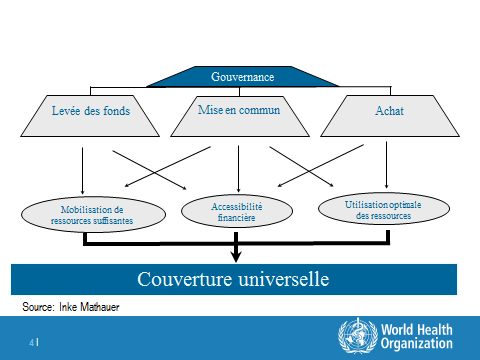 Gouvernance
Levée des fonds
Mise en commun
Achat
Mobilisation de
ressources suffisantes
Accessibilité
financière
Utilisation optimale
des ressources
Couverture universelle
Source: Inke Mathauer
4 |
World Health
Organization